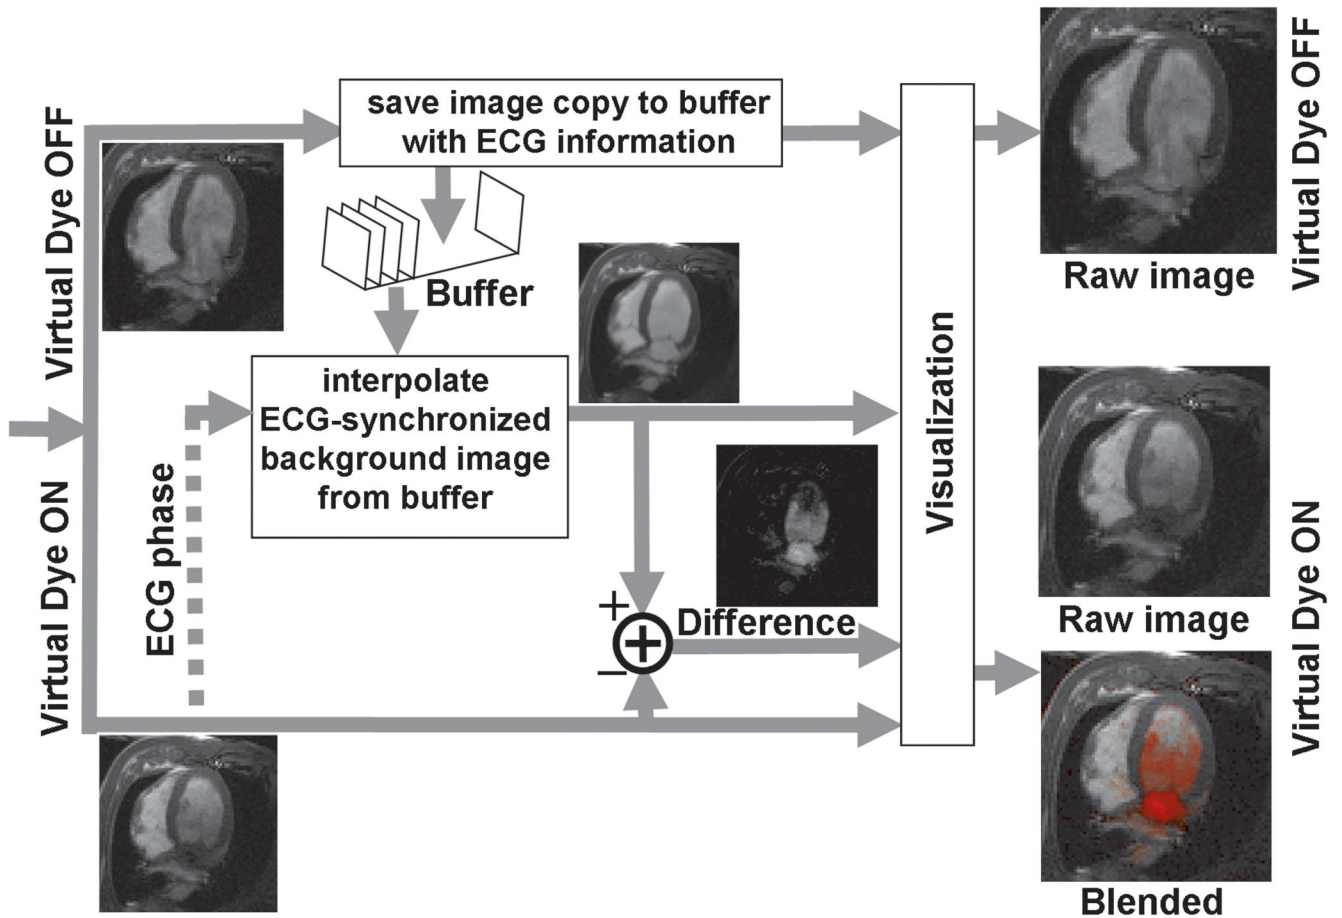 Virtual Dye OFF
save image copy to buffer
with ECG information
Buffer
interpolate
ECG-synchronized
background image
from buffer
ECG phase
Virtual Dye ON
+
−
+
Difference
Visualization
Raw image
Virtual Dye OFF
Raw image
Blended
Virtual Dye ON